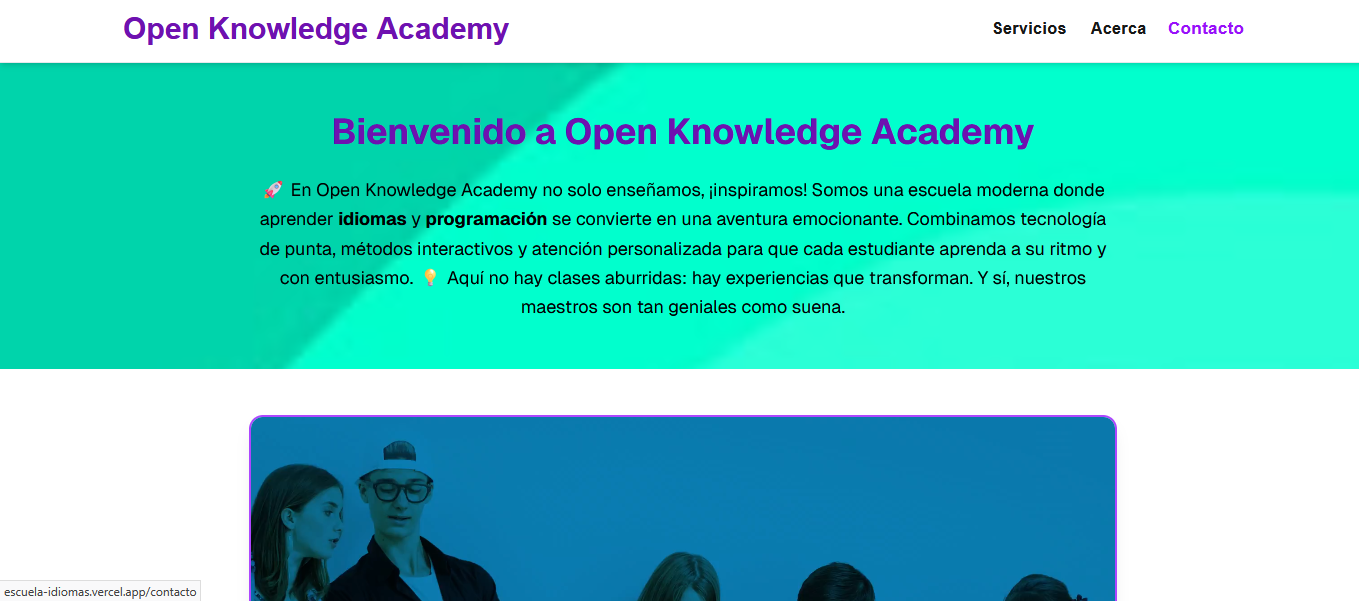 Open Knowledge Academy
Servicios Acerca Contacto
Bienvenido a Open Knowledge Academy
🚀 En Open Knowledge Academy no solo enseñamos, ¡inspiramos! Somos una escuela moderna donde
aprender idiomas y programación se convierte en una aventura emocionante. Combinamos tecnología
de punta, métodos interactivos y atención personalizada para que cada estudiante aprenda a su ritmo y
con entusiasmo. 💡 Aquí no hay clases aburridas: hay experiencias que transforman. Y sí, nuestros
maestros son tan geniales como suena.
escuela-idiomas.vercel.app/contacto